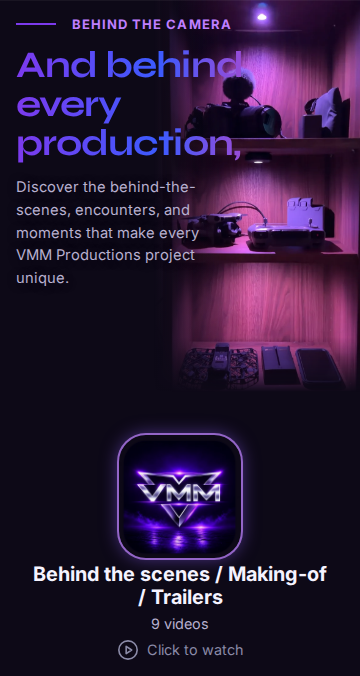 BEHIND THE CAMERA
And behind
every
production,
Discover the behind-the-
scenes, encounters, and
moments that make every
VMM Productions project
unique.
VMM
Behind the scenes / Making-of
/ Trailers
9 videos
Click to watch